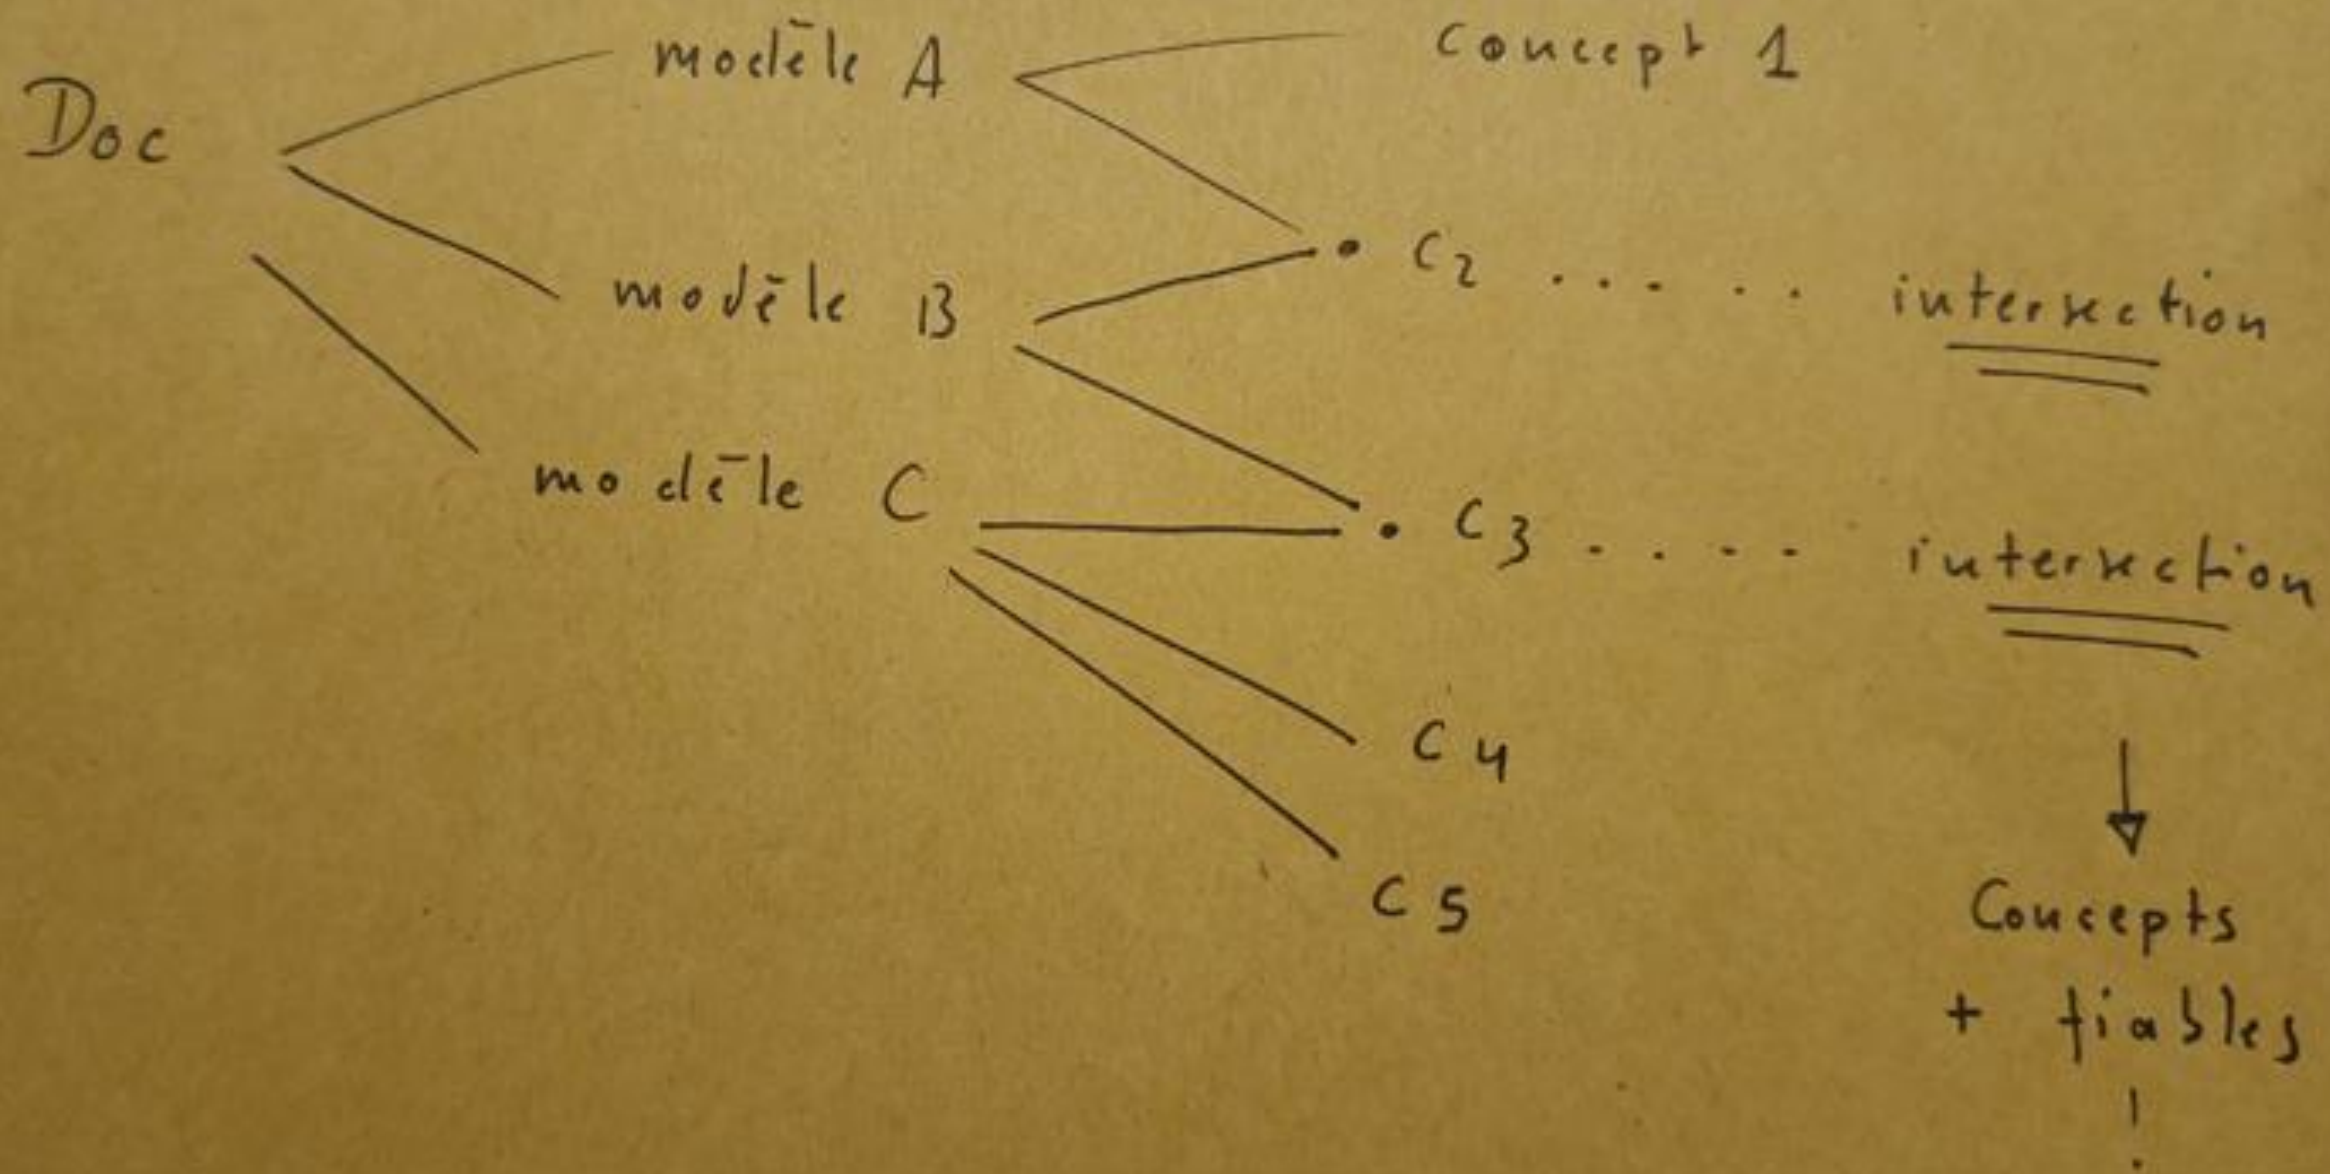 Doc
modèle A
concept 1
modèle B
C2 ..... intersection
modèle C
C3 .... intersection
C4
C5
Concepts
+ fiables
!